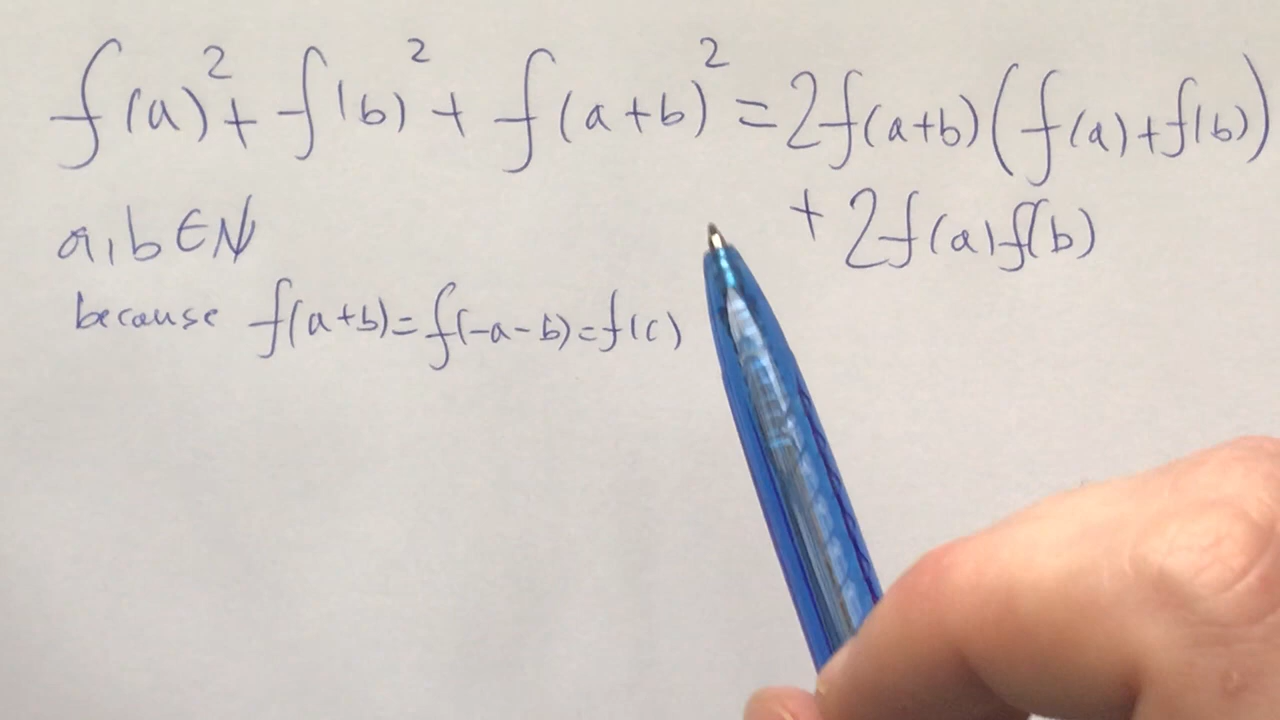 f(a)²+f(b)²+f(a+b)²=2f(a+b)(f(a)+f(b))
+2f(a)f(b)
a,b∈ℕ
because f(a+b)=f(-a-b)=f(c)